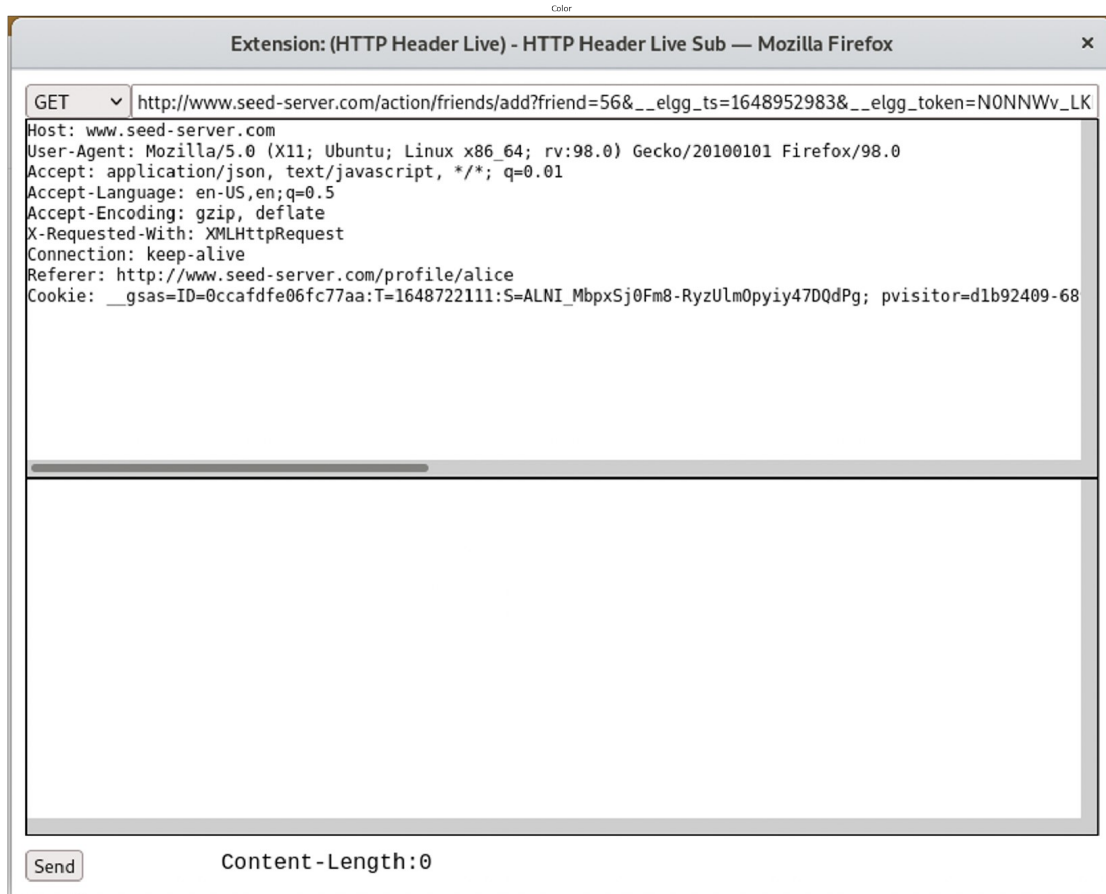 Color
Extension: (HTTP Header Live) - HTTP Header Live Sub — Mozilla Firefox ×
GET http://www.seed-server.com/action/friends/add?friend=56&__elgg_ts=1648952983&__elgg_token=N0NNWv_LK
Host: www.seed-server.com
User-Agent: Mozilla/5.0 (X11; Ubuntu; Linux x86_64; rv:98.0) Gecko/20100101 Firefox/98.0
Accept: application/json, text/javascript, */*; q=0.01
Accept-Language: en-US,en;q=0.5
Accept-Encoding: gzip, deflate
X-Requested-With: XMLHttpRequest
Connection: keep-alive
Referer: http://www.seed-server.com/profile/alice
Cookie: __gsas=ID=0ccafdfe06fc77aa:T=1648722111:S=ALNI_MbpxSj0Fm8-RyzUlmOpyiy47DQdPg; pvisitor=d1b92409-68
Send Content-Length:0